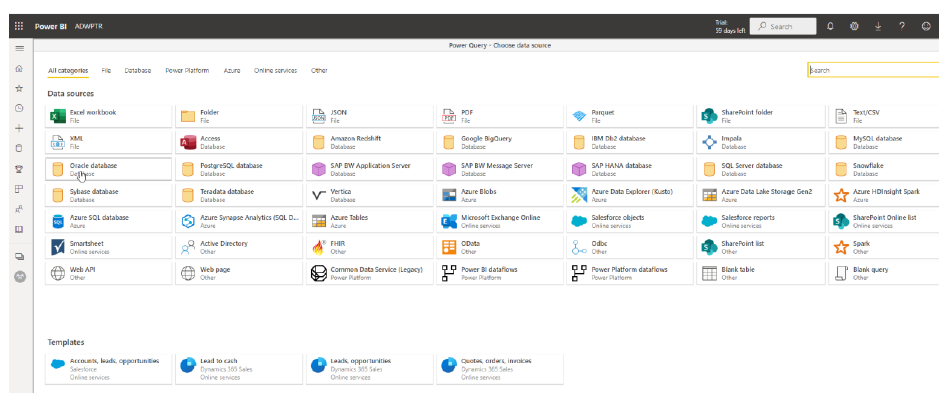 Power BI ADWPTR
Trial:
59 days left
Search
Power Query - Choose data source
All categories File Database Power Platform Azure Online services Other
Search
Data sources
Excel workbook
File
Folder
File
JSON
File
PDF
File
Parquet
File
SharePoint folder
File
Text/CSV
File
XML
File
Access
Database
Amazon Redshift
Database
Google BigQuery
Database
IBM Db2 database
Database
Impala
Database
MySQL database
Database
Oracle database
Database
PostgreSQL database
Database
SAP BW Application Server
Database
SAP BW Message Server
Database
SAP HANA database
Database
SQL Server database
Database
Snowflake
Database
Sybase database
Database
Teradata database
Database
Vertica
Database
Azure Blobs
Azure
Azure Data Explorer (Kusto)
Azure
Azure Data Lake Storage Gen2
Azure
Azure HDInsight Spark
Azure
Azure SQL database
Azure
Azure Synapse Analytics (SQL D...
Azure
Azure Tables
Azure
Microsoft Exchange Online
Online services
Salesforce objects
Online services
Salesforce reports
Online services
SharePoint Online list
Online services
Smartsheet
Online services
Active Directory
Other
FHIR
Other
OData
Other
Odbc
Other
SharePoint list
Other
Spark
Other
Web API
Other
Web page
Other
Common Data Service (Legacy)
Power Platform
Power BI dataflows
Power Platform
Power Platform dataflows
Power Platform
Blank table
Other
Blank query
Other
Templates
Accounts, leads, opportunities
Salesforce
Online services
Lead to cash
Dynamics 365 Sales
Online services
Leads, opportunities
Dynamics 365 Sales
Online services
Quotes, orders, invoices
Dynamics 365 Sales
Online services